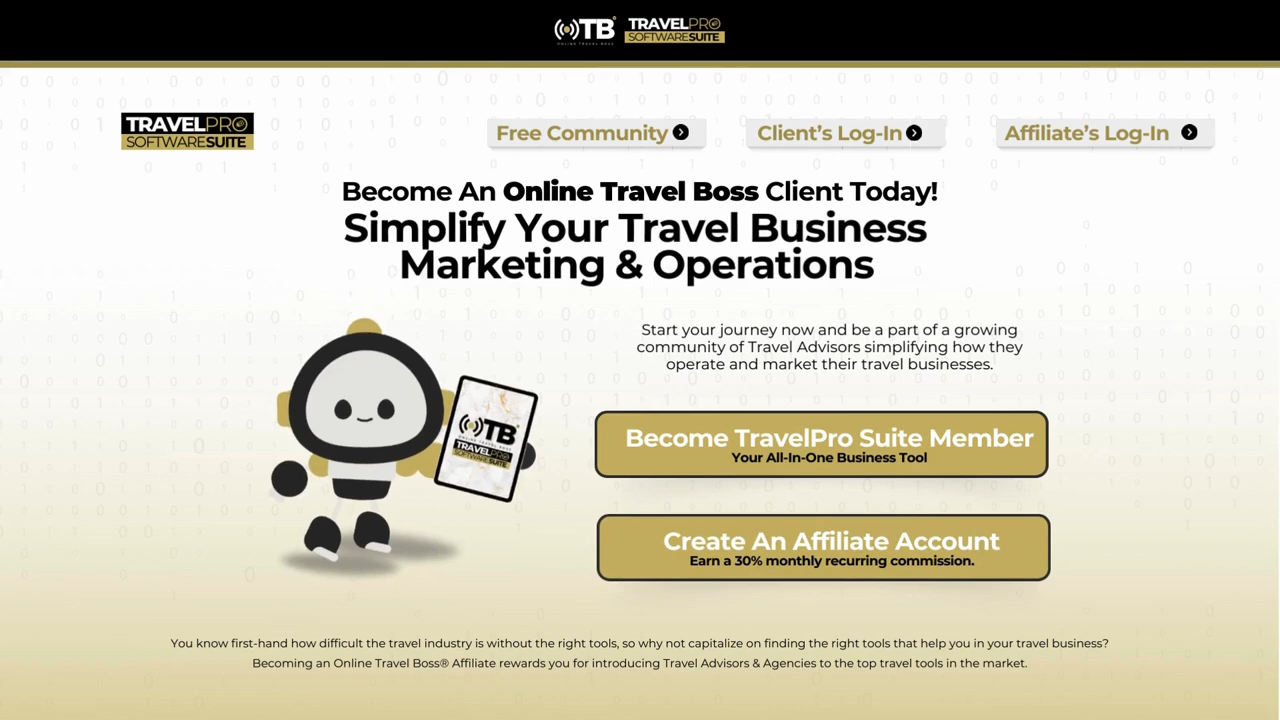 OTB
ONLINE TRAVEL BOSS
TRAVELPRO
SOFTWARESUITE
TRAVELPRO
SOFTWARESUITE
Free Community
Client’s Log-In
Affiliate’s Log-In
Become An Online Travel Boss Client Today!
Simplify Your Travel Business
Marketing & Operations
Start your journey now and be a part of a growing
community of Travel Advisors simplifying how they
operate and market their travel businesses.
OTB
ONLINE TRAVEL BOSS
TRAVELPRO
SOFTWARESUITE
Become TravelPro Suite Member
Your All-In-One Business Tool
Create An Affiliate Account
Earn a 30% monthly recurring commission.
You know first-hand how difficult the travel industry is without the right tools, so why not capitalize on finding the right tools that help you in your travel business?
Becoming an Online Travel Boss® Affiliate rewards you for introducing Travel Advisors & Agencies to the top travel tools in the market.